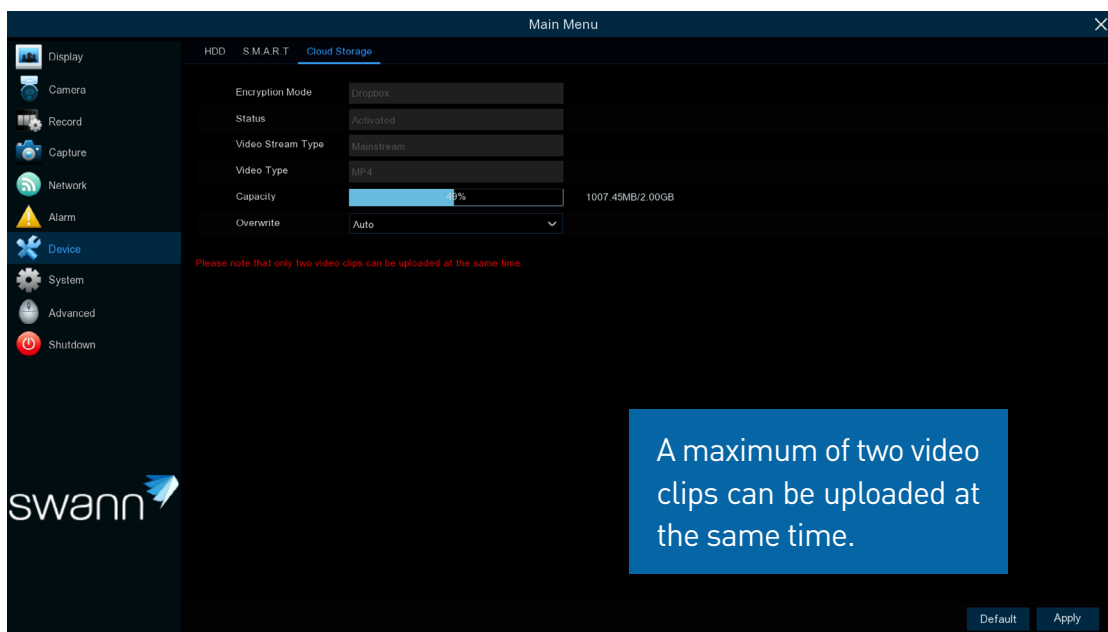 Main Menu
Display
Camera
Record
Capture
Network
Alarm
Device
System
Advanced
Shutdown
swann
HDD S.M.A.R.T Cloud Storage
Encryption Mode Dropbox
Status Activated
Video Stream Type Mainstream
Video Type MP4
Capacity 49% 1007.45MB/2.00GB
Overwrite Auto
Please note that only two video clips can be uploaded at the same time.
A maximum of two video
clips can be uploaded at
the same time.
Default Apply